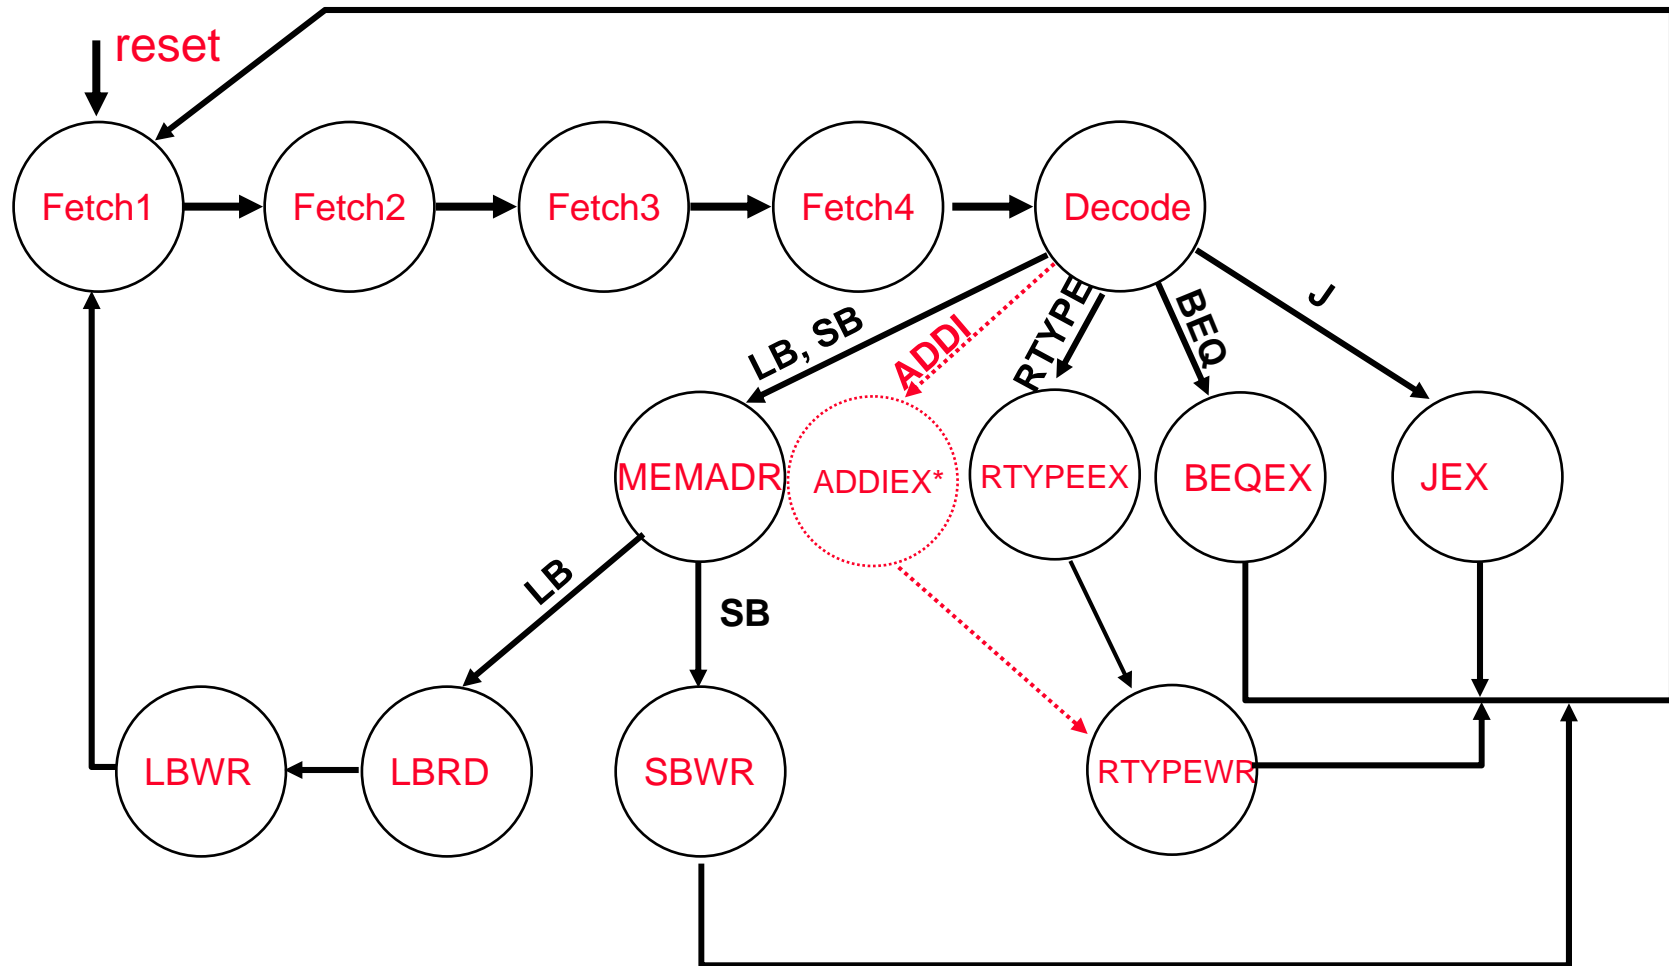 reset
Fetch1
Fetch2
Fetch3
Fetch4
Decode
LB, SB
ADDI
RTYPE
BEQ
J
MEMADR
ADDIEX*
RTYPEEX
BEQEX
JEX
LB
SB
LBWR
LBRD
SBWR
RTYPEWR